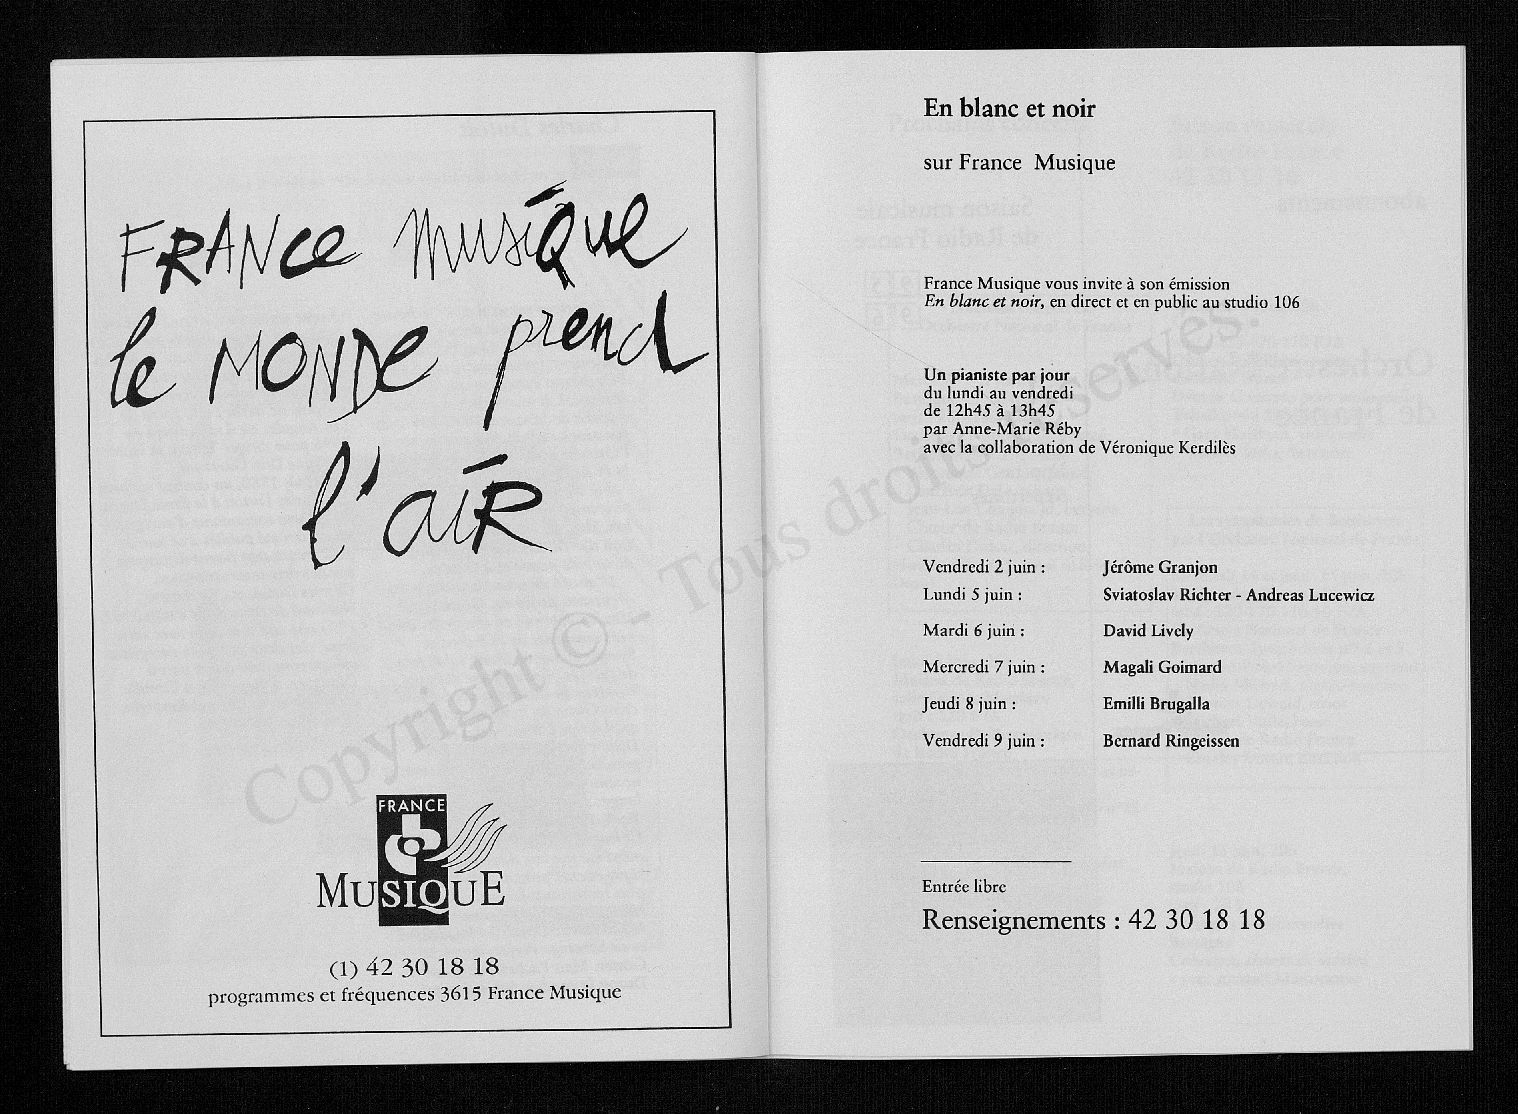 FRANCE musique
le MONDE prend
l'air
FRANCE
MUSIQUE
(1) 42 30 18 18
programmes et fréquences 3615 France Musique
En blanc et noir
sur France Musique
France Musique vous invite à son émission
En blanc et noir, en direct et en public au studio 106
Un pianiste par jour
du lundi au vendredi
de 12h45 à 13h45
par Anne-Marie Réby
avec la collaboration de Véronique Kerdilès
Vendredi 2 juin : Jérôme Granjon
Lundi 5 juin : Sviatoslav Richter - Andreas Lucewicz
Mardi 6 juin : David Lively
Mercredi 7 juin : Magali Goimard
Jeudi 8 juin : Emilli Brugalla
Vendredi 9 juin : Bernard Ringeissen
Entrée libre
Renseignements : 42 30 18 18
Copyright © - Tous droits réservés.